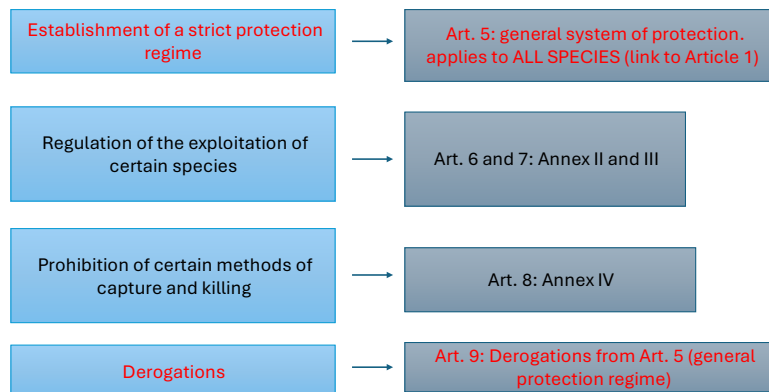 Establishment of a strict protection
regime
Art. 5: general system of protection.
applies to ALL SPECIES (link to Article 1)
Regulation of the exploitation of
certain species
Art. 6 and 7: Annex II and III
Prohibition of certain methods of
capture and killing
Art. 8: Annex IV
Derogations
Art. 9: Derogations from Art. 5 (general
protection regime)